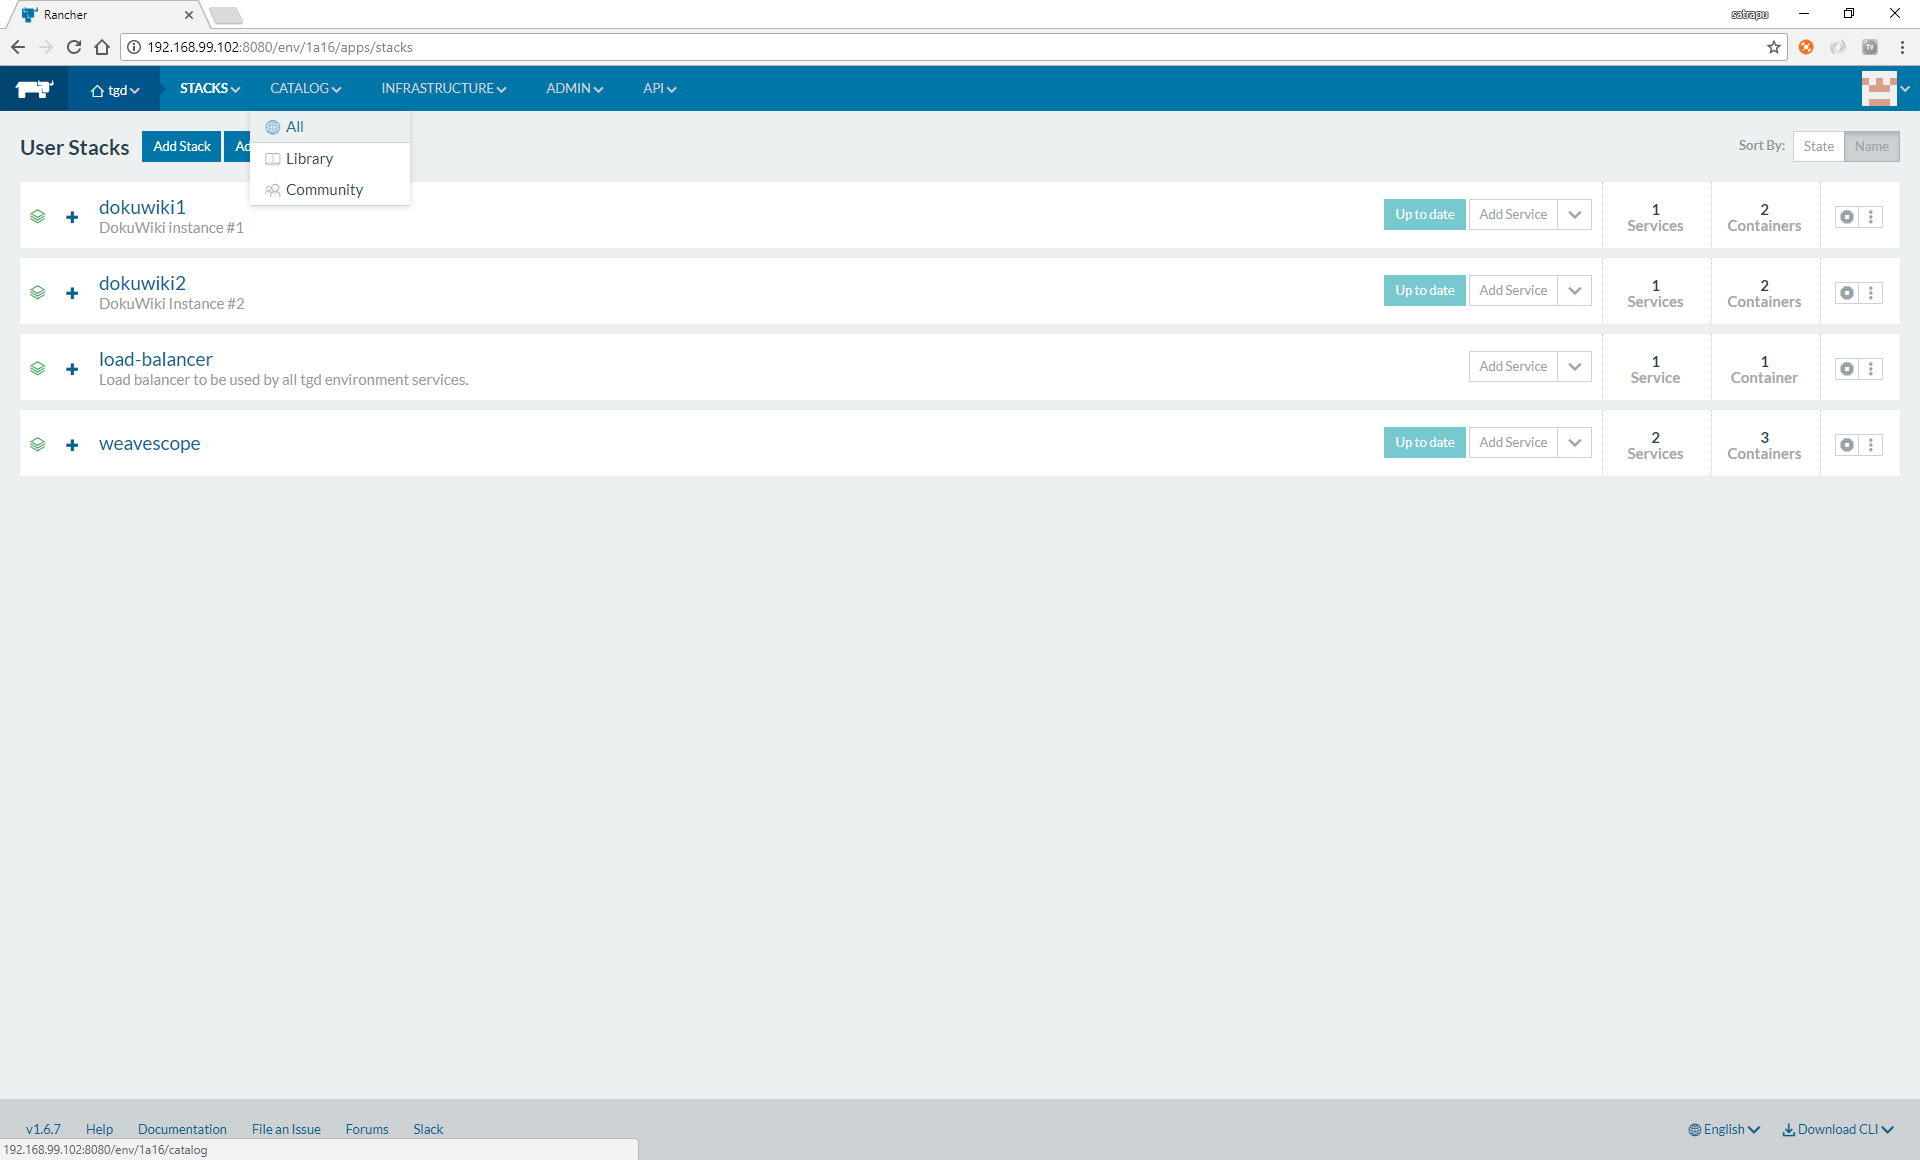 Rancher
satrapu
192.168.99.102:8080/env/1a16/apps/stacks
TV
tgd STACKS CATALOG INFRASTRUCTURE ADMIN API
All
Library
Community
User Stacks Add Stack Ad
Sort By: State Name
dokuwiki1
DokuWiki instance #1
Up to date Add Service
1 Services
2 Containers
dokuwiki2
DokuWiki Instance #2
Up to date Add Service
1 Services
2 Containers
load-balancer
Load balancer to be used by all tgd environment services.
Add Service
1 Service
1 Container
weavescope
Up to date Add Service
2 Services
3 Containers
v1.6.7 Help Documentation File an Issue Forums Slack
English Download CLI
192.168.99.102:8080/env/1a16/catalog